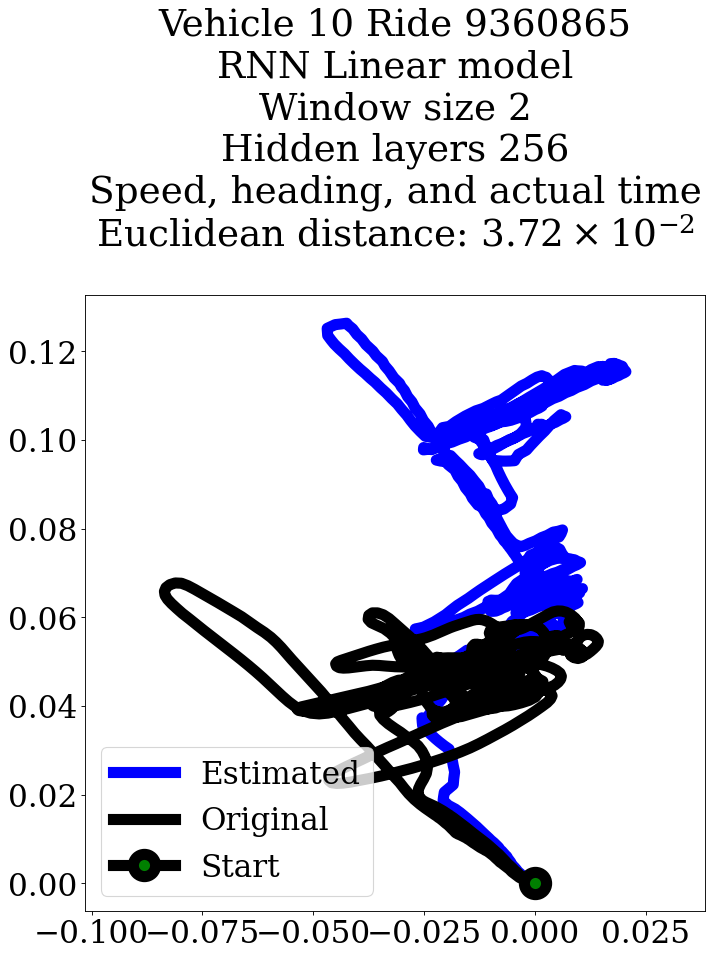 Vehicle 10 Ride 9360865
RNN Linear model
Window size 2
Hidden layers 256
Speed, heading, and actual time
Euclidean distance: 3.72 × 10⁻²
0.12
0.10
0.08
0.06
0.04
0.02
0.00
Estimated
Original
Start
−0.100 −0.075 −0.050 −0.025 0.000 0.025